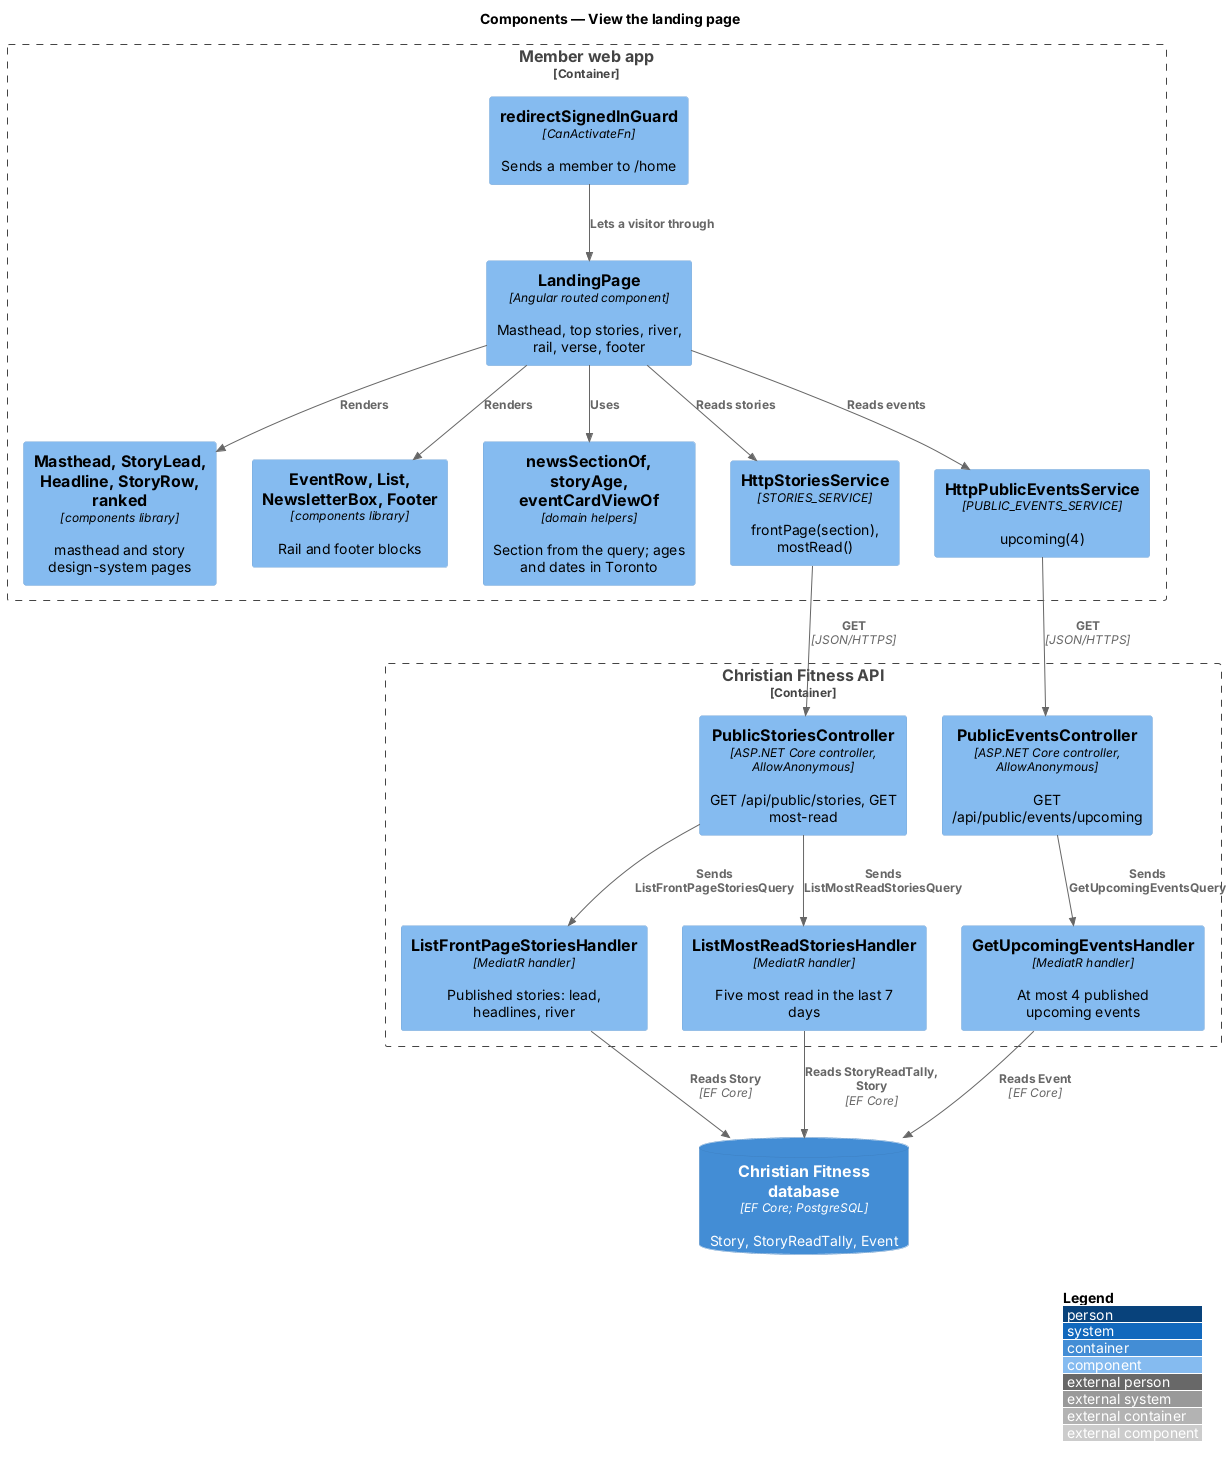 Components — View the landing page
Member web app
[Container]
redirectSignedInGuard
[CanActivateFn]
Sends a member to /home
Lets a visitor through
LandingPage
[Angular routed component]
Masthead, top stories, river,
rail, verse, footer
Renders
Renders
Uses
Reads stories
Reads events
Masthead, StoryLead,
Headline, StoryRow,
ranked
[components library]
masthead and story
design-system pages
EventRow, List,
NewsletterBox, Footer
[components library]
Rail and footer blocks
newsSectionOf,
storyAge,
eventCardViewOf
[domain helpers]
Section from the query; ages
and dates in Toronto
HttpStoriesService
[STORIES_SERVICE]
frontPage(section),
mostRead()
HttpPublicEventsService
[PUBLIC_EVENTS_SERVICE]
upcoming(4)
GET
[JSON/HTTPS]
GET
[JSON/HTTPS]
Christian Fitness API
[Container]
PublicStoriesController
[ASP.NET Core controller,
AllowAnonymous]
GET /api/public/stories, GET
most-read
PublicEventsController
[ASP.NET Core controller,
AllowAnonymous]
GET
/api/public/events/upcoming
Sends
ListFrontPageStoriesQuery
Sends
ListMostReadStoriesQuery
Sends
GetUpcomingEventsQuery
ListFrontPageStoriesHandler
[MediatR handler]
Published stories: lead,
headlines, river
ListMostReadStoriesHandler
[MediatR handler]
Five most read in the last 7
days
GetUpcomingEventsHandler
[MediatR handler]
At most 4 published
upcoming events
Reads Story
[EF Core]
Reads StoryReadTally,
Story
[EF Core]
Reads Event
[EF Core]
Christian Fitness
database
[EF Core; PostgreSQL]
Story, StoryReadTally, Event
Legend
person
system
container
component
external person
external system
external container
external component